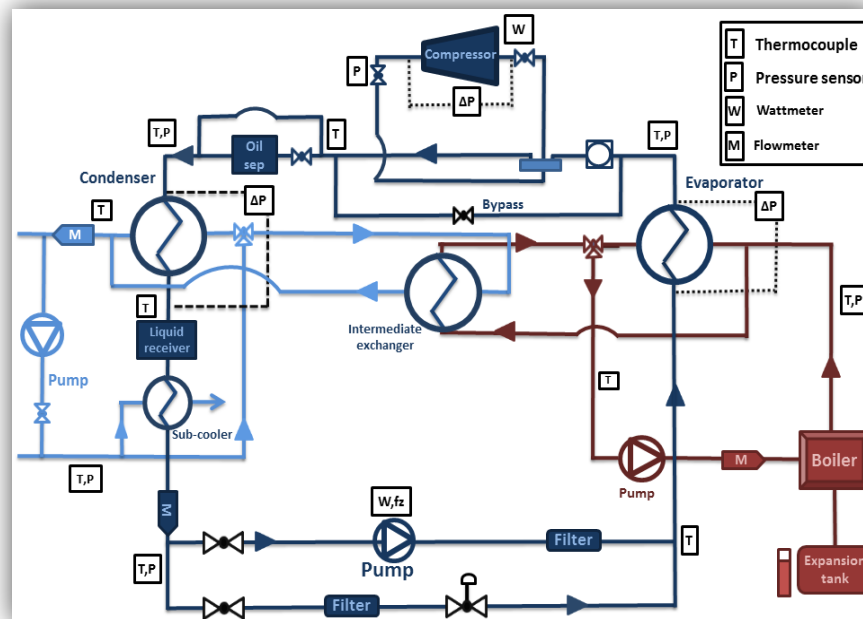 W
T Thermocouple
P Pressure sensor
W Wattmeter
M Flowmeter
Compressor
P
ΔP
T,P
T
T,P
Oil
sep
Condenser
Evaporator
ΔP
ΔP
Bypass
T
M
T,P
T
Liquid
receiver
Intermediate
exchanger
Pump
T
Sub-cooler
T,P
M
Boiler
Pump
M
W,fz
Filter
T
Pump
T,P
Expansion
tank
Filter